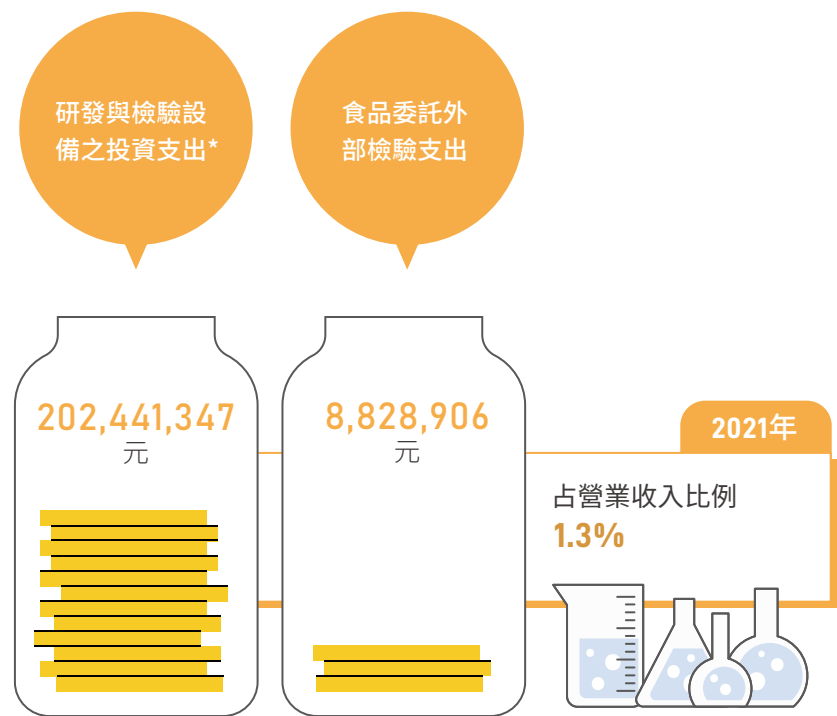 研發與檢驗設
備之投資支出*
食品委託外
部檢驗支出
202,441,347
元
8,828,906
元
2021年
占營業收入比例
1.3%